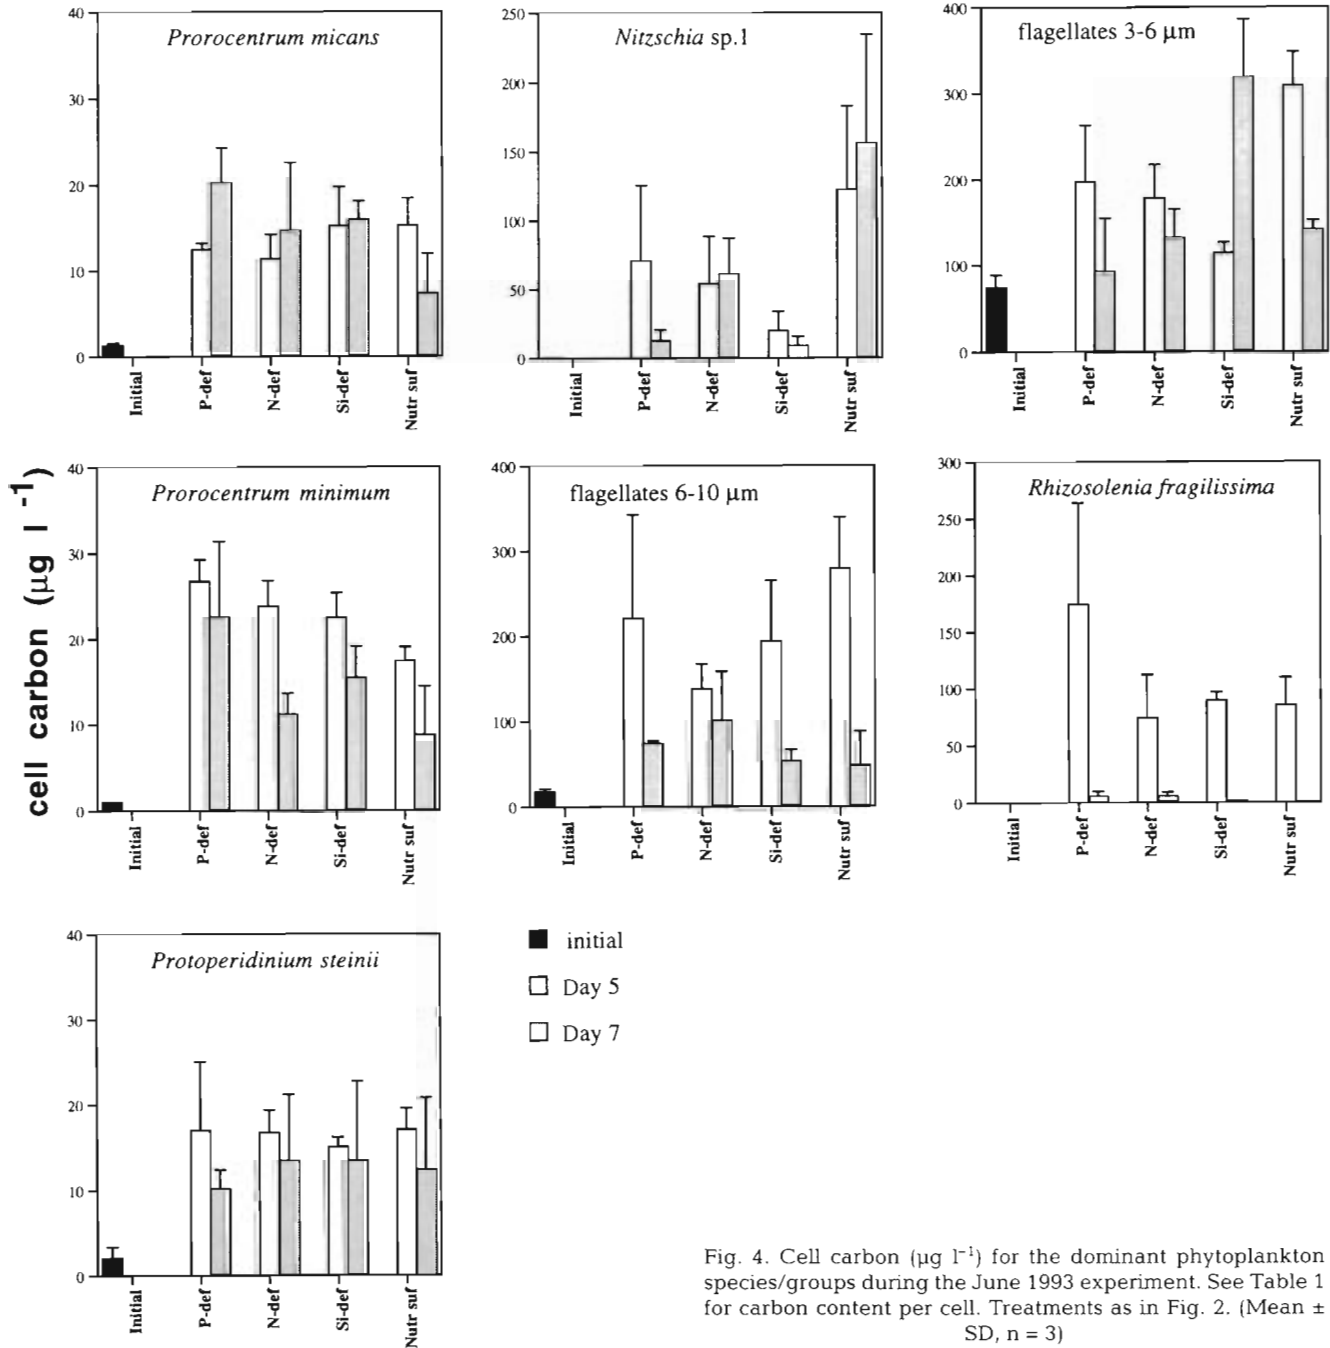 Prorocentrum micans
40
30
20
10
0
Initial
P-def
N-def
Si-def
Nutr suf
Nitzschia sp.1
250
200
150
100
50
0
Initial
P-def
N-def
Si-def
Nutr suf
flagellates 3-6 µm
400
300
200
100
0
Initial
P-def
N-def
Si-def
Nutr suf
cell carbon (µg l⁻¹)
Prorocentrum minimum
40
30
20
10
0
Initial
P-def
N-def
Si-def
Nutr suf
flagellates 6-10 µm
400
300
200
100
0
Initial
P-def
N-def
Si-def
Nutr suf
Rhizosolenia fragilissima
300
250
200
150
100
50
0
Initial
P-def
N-def
Si-def
Nutr suf
Protoperidinium steinii
40
30
20
10
0
Initial
P-def
N-def
Si-def
Nutr suf
initial
Day 5
Day 7
Fig. 4. Cell carbon (µg l⁻¹) for the dominant phytoplankton
species/groups during the June 1993 experiment. See Table 1
for carbon content per cell. Treatments as in Fig. 2. (Mean ±
SD, n = 3)